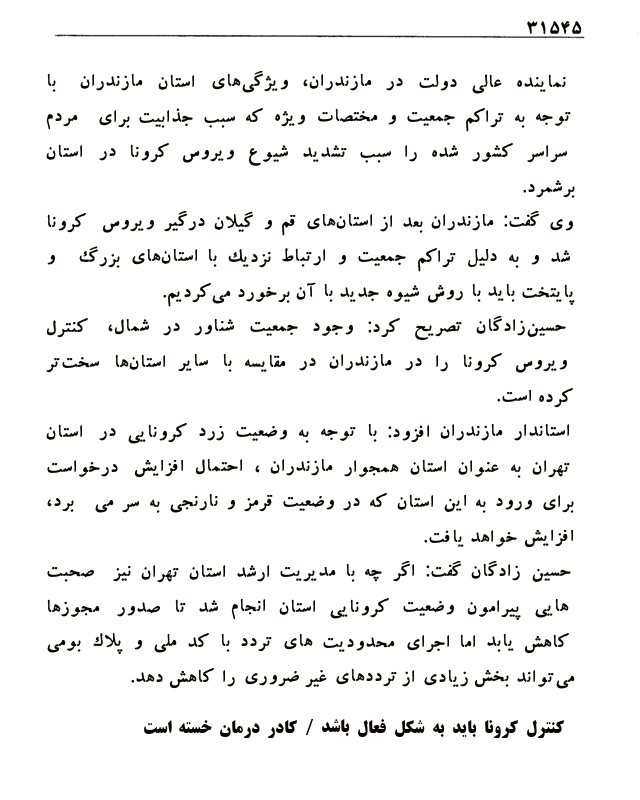 ۳۱۵۴۵
نماینده عالی دولت در مازندران، ویژگی‌های استان مازندران با
توجه به تراکم جمعیت و مختصات ویژه که سبب جذابیت برای مردم
سراسر کشور شده را سبب تشدید شیوع ویروس کرونا در استان
برشمرد.
وی گفت: مازندران بعد از استان‌های قم و گیلان درگیر ویروس کرونا
شد و به دلیل تراکم جمعیت و ارتباط نزدیك با استان‌های بزرگ و
پایتخت باید با روش شیوه جدید با آن برخورد می‌کردیم.
حسین‌زادگان تصریح کرد: وجود جمعیت شناور در شمال، کنترل
ویروس کرونا را در مازندران در مقایسه با سایر استان‌ها سخت‌تر
کرده است.
استاندار مازندران افزود: با توجه به وضعیت زرد کرونایی در استان
تهران به عنوان استان همجوار مازندران ، احتمال افزایش درخواست
برای ورود به این استان که در وضعیت قرمز و نارنجی به سر می برد،
افزایش خواهد یافت.
حسین زادگان گفت: اگر چه با مدیریت ارشد استان تهران نیز صحبت
هایی پیرامون وضعیت کرونایی استان انجام شد تا صدور مجوزها
کاهش یابد اما اجرای محدودیت های تردد با کد ملی و پلاك بومی
می‌تواند بخش زیادی از ترددهای غیر ضروری را کاهش دهد.
کنترل کرونا باید به شکل فعال باشد / کادر درمان خسته است